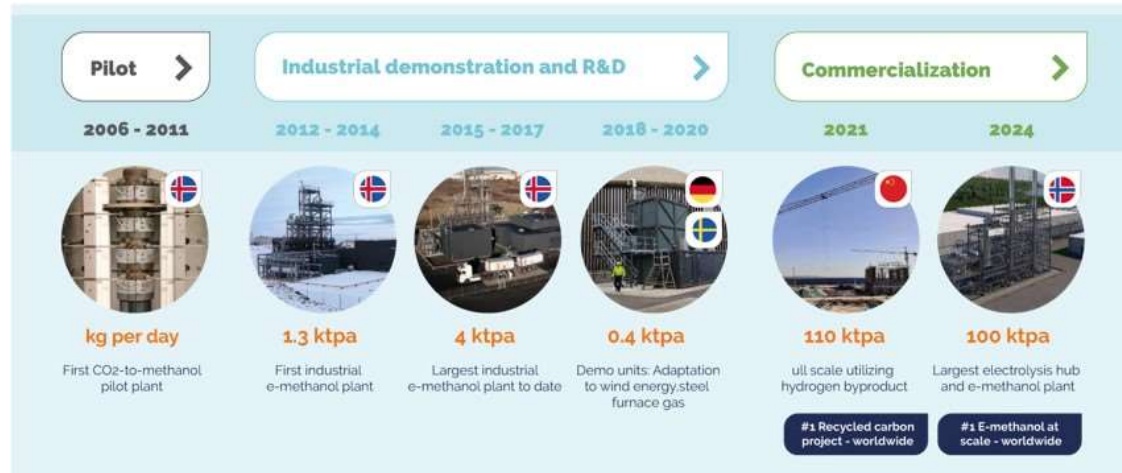 Pilot
Industrial demonstration and R&D
Commercialization
2006 - 2011
2012 - 2014
2015 - 2017
2018 - 2020
2021
2024
kg per day
1.3 ktpa
4 ktpa
0.4 ktpa
110 ktpa
100 ktpa
First CO2-to-methanol
pilot plant
First industrial
e-methanol plant
Largest industrial
e-methanol plant to date
Demo units: Adaptation
to wind energy.steel
furnace gas
ull scale utilizing
hydrogen byproduct
Largest electrolysis hub
and e-methanol plant
#1 Recycled carbon
project - worldwide
#1 E-methanol at
scale - worldwide